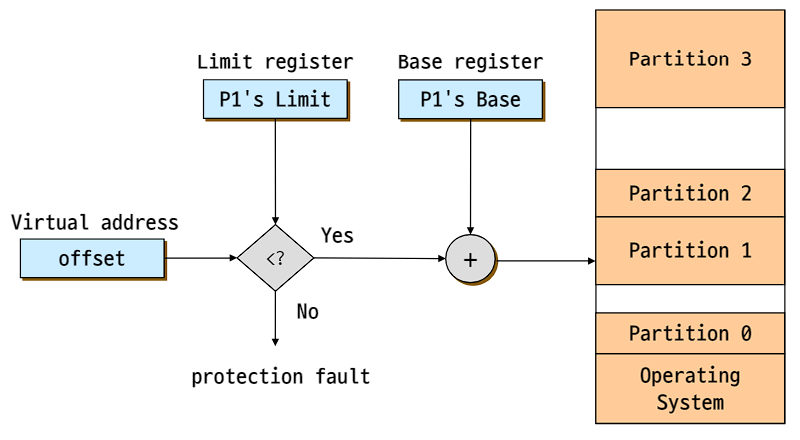 Limit register
P1's Limit
Base register
P1's Base
Virtual address
offset
<?
Yes
No
protection fault
+
Partition 3
Partition 2
Partition 1
Partition 0
Operating
System